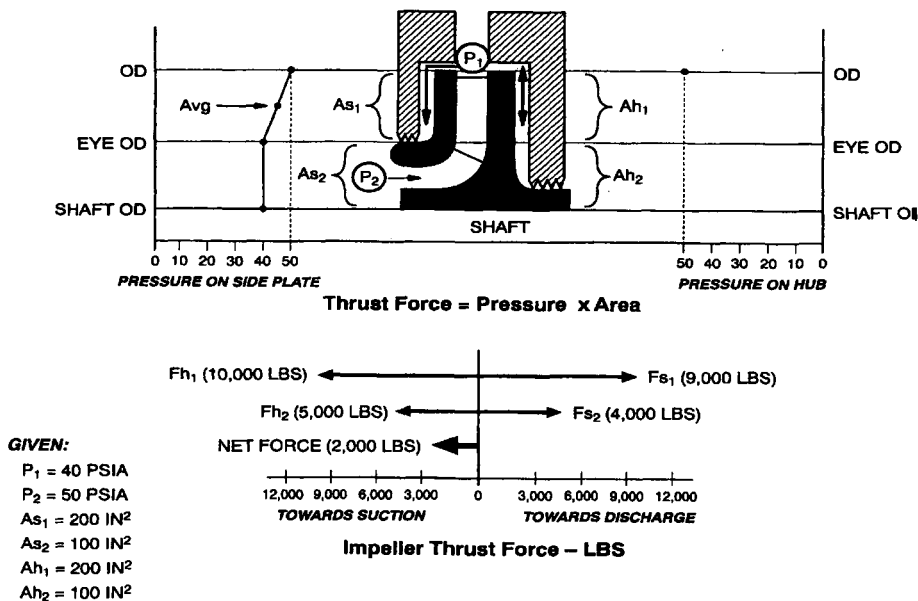 OD
Avg
EYE OD
SHAFT OD
As₁
As₂
P₁
P₂
Ah₁
Ah₂
OD
EYE OD
SHAFT O
SHAFT
0 10 20 30 40 50
PRESSURE ON SIDE PLATE
50 40 30 20 10 0
PRESSURE ON HUB
Thrust Force = Pressure x Area
Fh₁ (10,000 LBS)
Fs₁ (9,000 LBS)
Fh₂ (5,000 LBS)
Fs₂ (4,000 LBS)
NET FORCE (2,000 LBS)
12,000 9,000 6,000 3,000 0 3,000 6,000 9,000 12,000
TOWARDS SUCTION
TOWARDS DISCHARGE
Impeller Thrust Force – LBS
GIVEN:
P₁ = 40 PSIA
P₂ = 50 PSIA
As₁ = 200 IN²
As₂ = 100 IN²
Ah₁ = 200 IN²
Ah₂ = 100 IN²